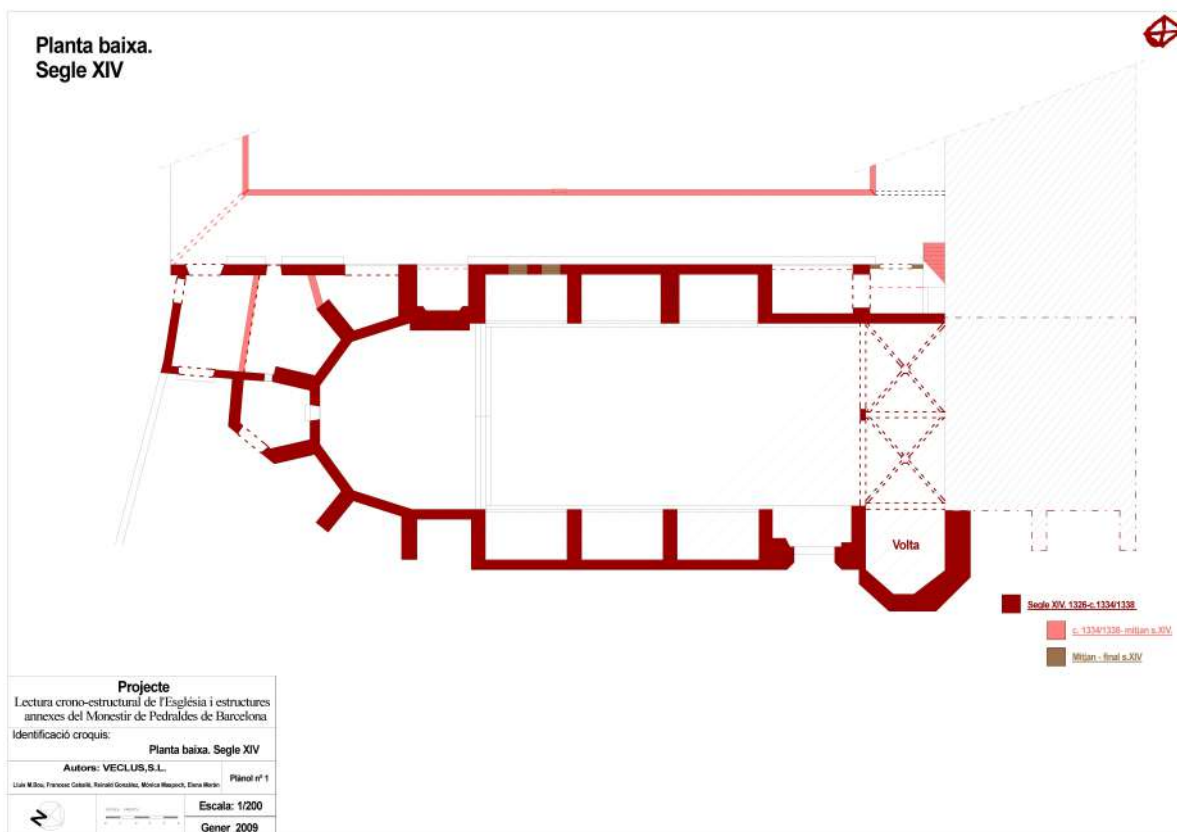 Planta baixa.
Segle XIV
Volta
Segle XIV. 1326-c.1334/1338
c. 1334/1338- mitjan s.XIV.
Mitjan - final s.XIV
Projecte
Lectura crono-estructural de l'Església i estructures
annexes del Monestir de Pedralbes de Barcelona
Identificació croquis:
Planta baixa. Segle XIV
Autors: VECLUS,S.L.
Plànol nº 1
Escala: 1/200
N
Gener 2009